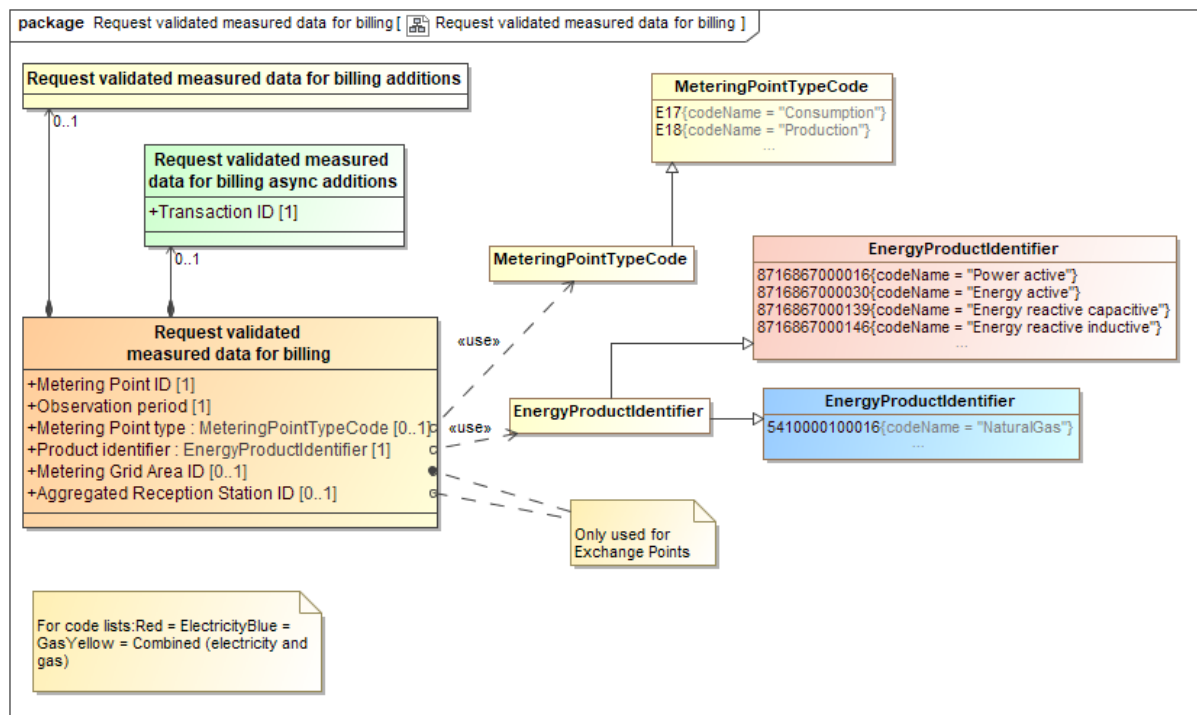 package Request validated measured data for billing [ Request validated measured data for billing ]
Request validated measured data for billing additions
0..1
Request validated measured
data for billing async additions
+Transaction ID [1]
0..1
MeteringPointTypeCode
E17{codeName = "Consumption"}
E18{codeName = "Production"}
...
MeteringPointTypeCode
EnergyProductIdentifier
8716867000016{codeName = "Power active"}
8716867000030{codeName = "Energy active"}
8716867000139{codeName = "Energy reactive capacitive"}
8716867000146{codeName = "Energy reactive inductive"}
...
Request validated
measured data for billing
+Metering Point ID [1]
+Observation period [1]
+Metering Point type : MeteringPointTypeCode [0..1]
+Product identifier : EnergyProductIdentifier [1]
+Metering Grid Area ID [0..1]
+Aggregated Reception Station ID [0..1]
«use»
«use»
EnergyProductIdentifier
EnergyProductIdentifier
5410000100016{codeName = "NaturalGas"}
...
Only used for
Exchange Points
For code lists:Red = ElectricityBlue =
GasYellow = Combined (electricity and
gas)